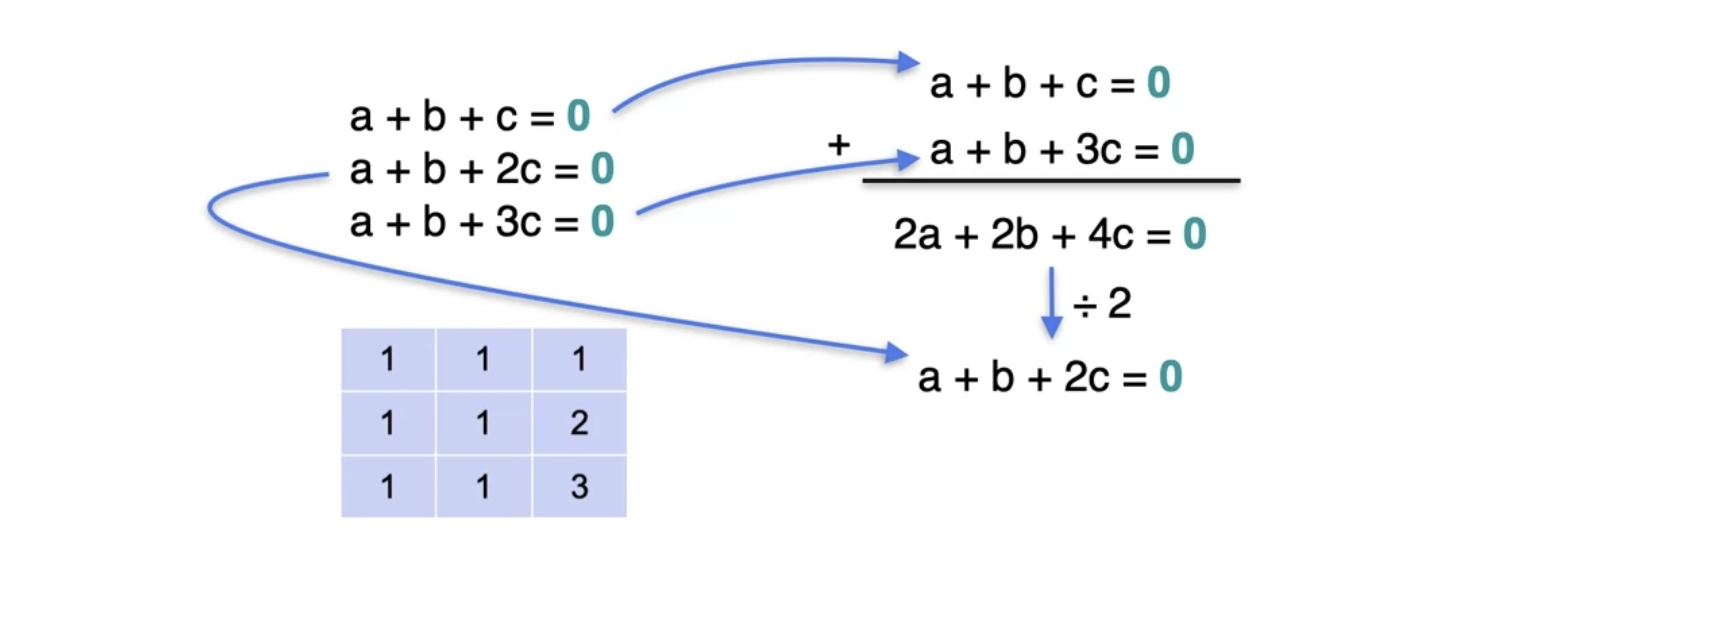 a + b + c = 0
a + b + 2c = 0
a + b + 3c = 0
1 1 1
1 1 2
1 1 3
a + b + c = 0
+ a + b + 3c = 0
2a + 2b + 4c = 0
÷ 2
a + b + 2c = 0